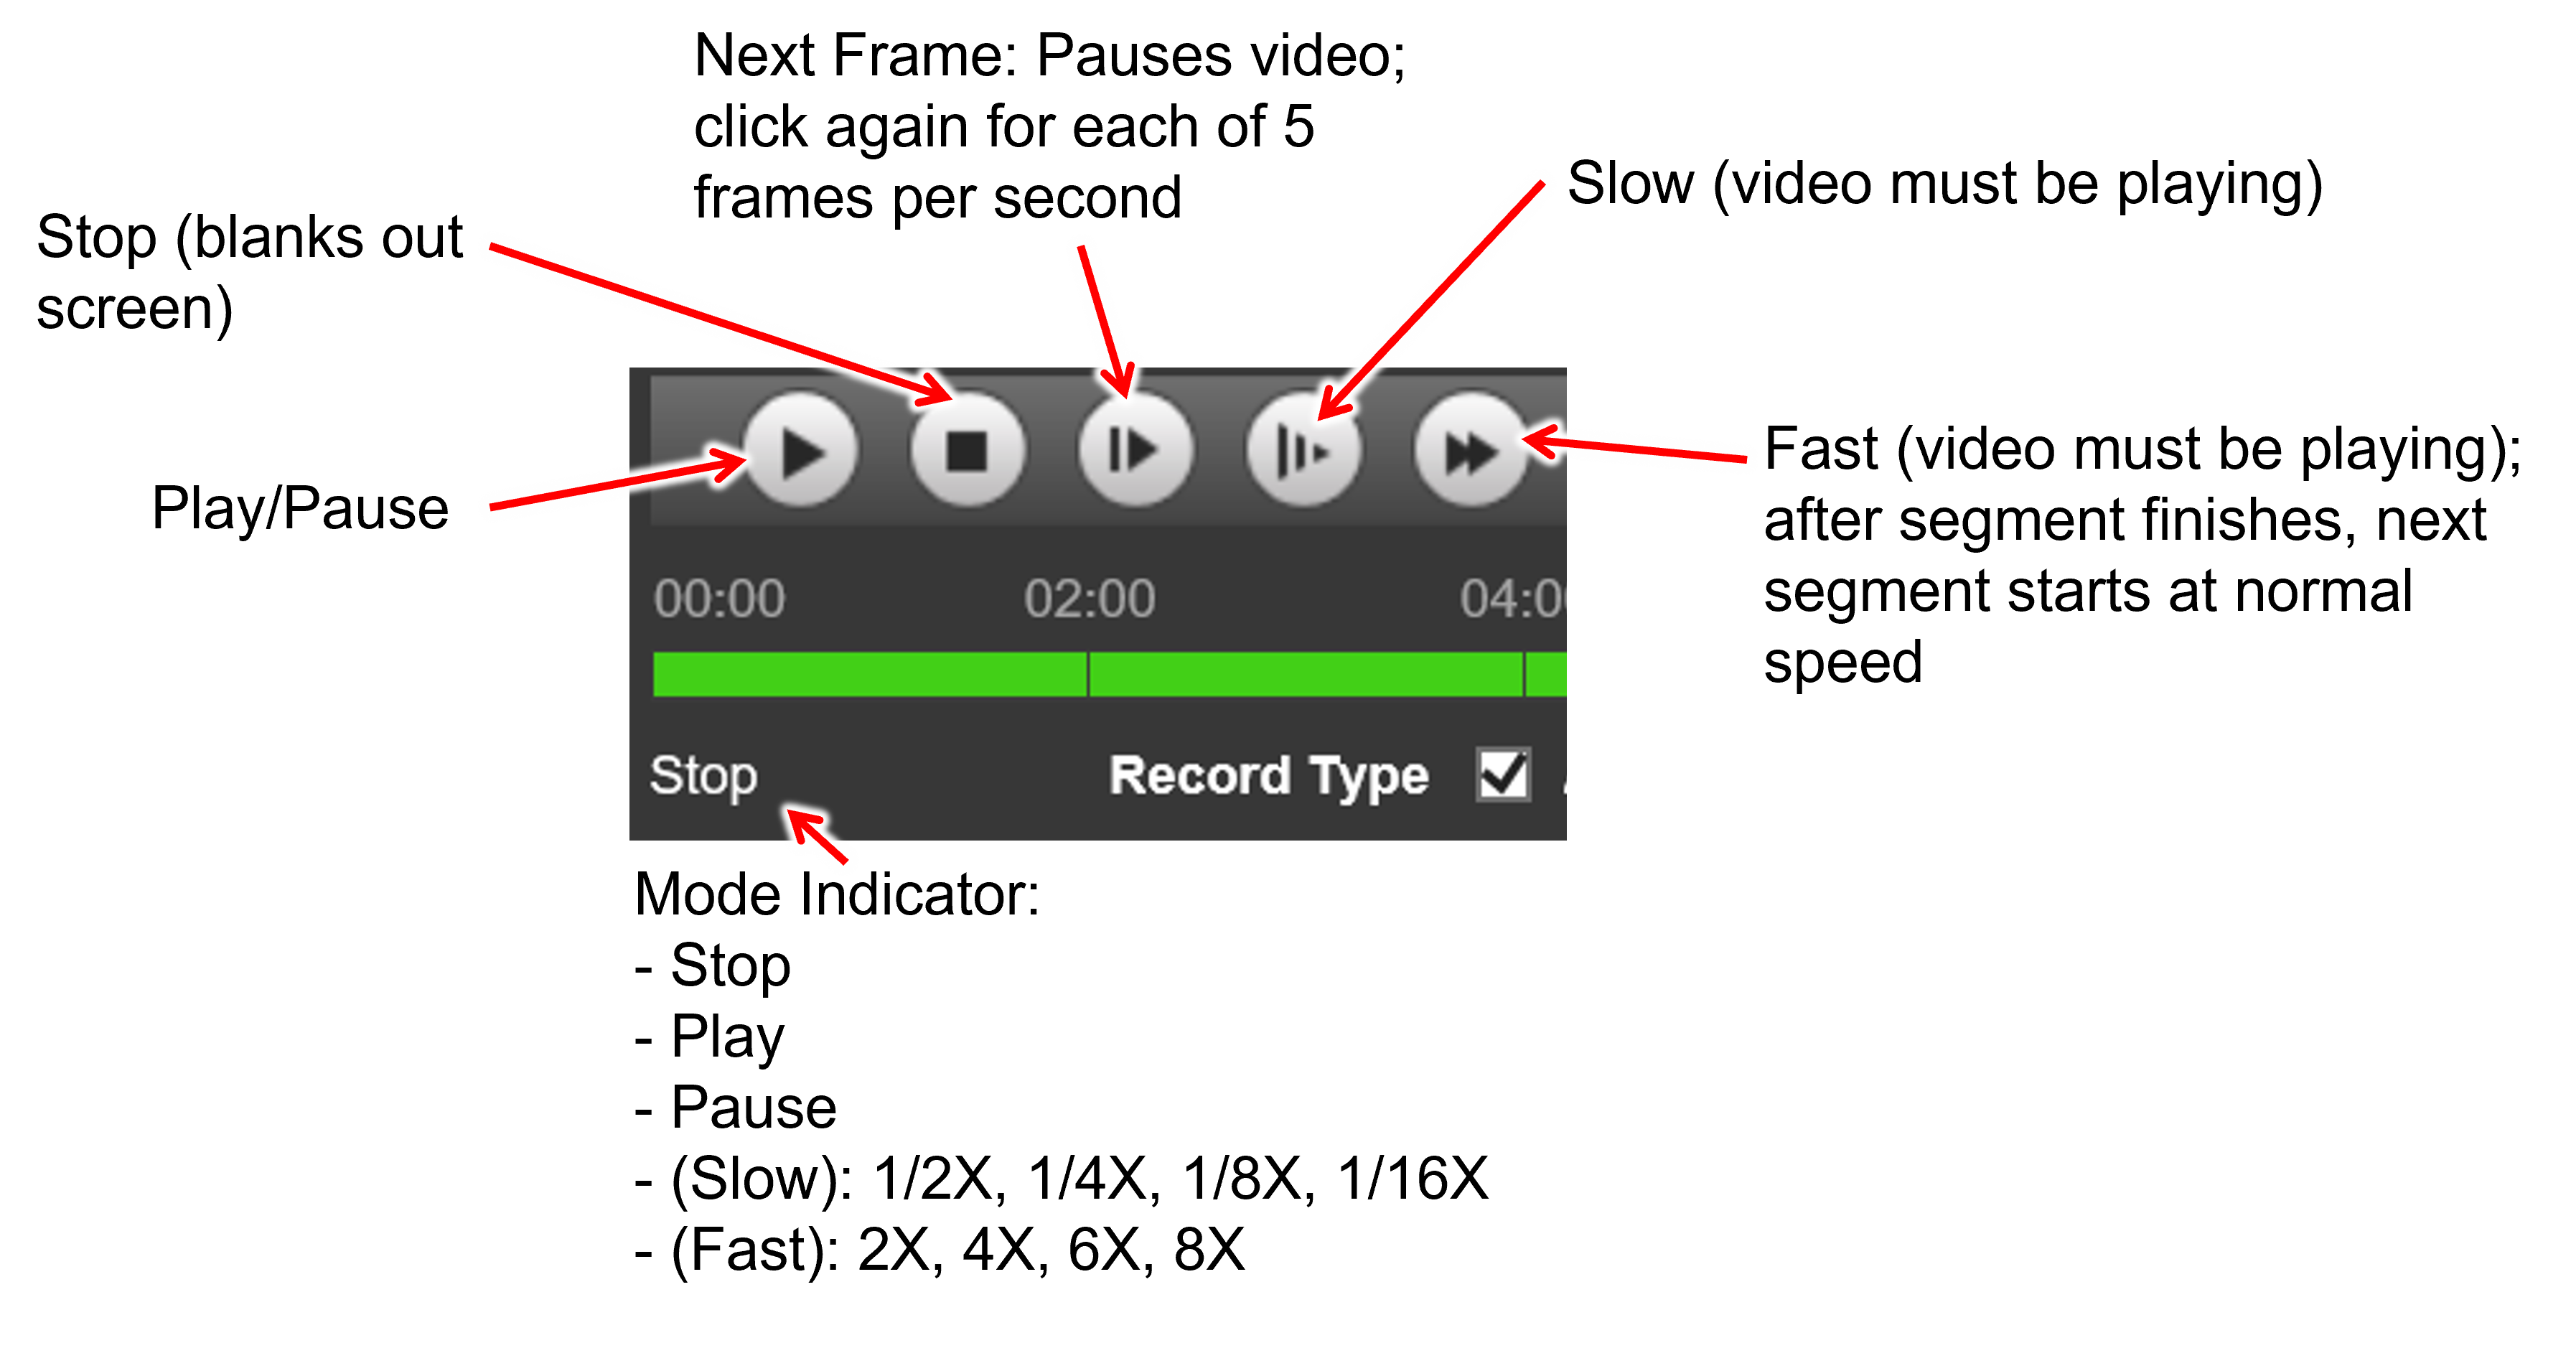 Next Frame: Pauses video;
click again for each of 5
frames per second
Slow (video must be playing)
Stop (blanks out
screen)
Play/Pause
Fast (video must be playing);
after segment finishes, next
segment starts at normal
speed
00:00 02:00 04:0
Stop Record Type
Mode Indicator:
- Stop
- Play
- Pause
- (Slow): 1/2X, 1/4X, 1/8X, 1/16X
- (Fast): 2X, 4X, 6X, 8X